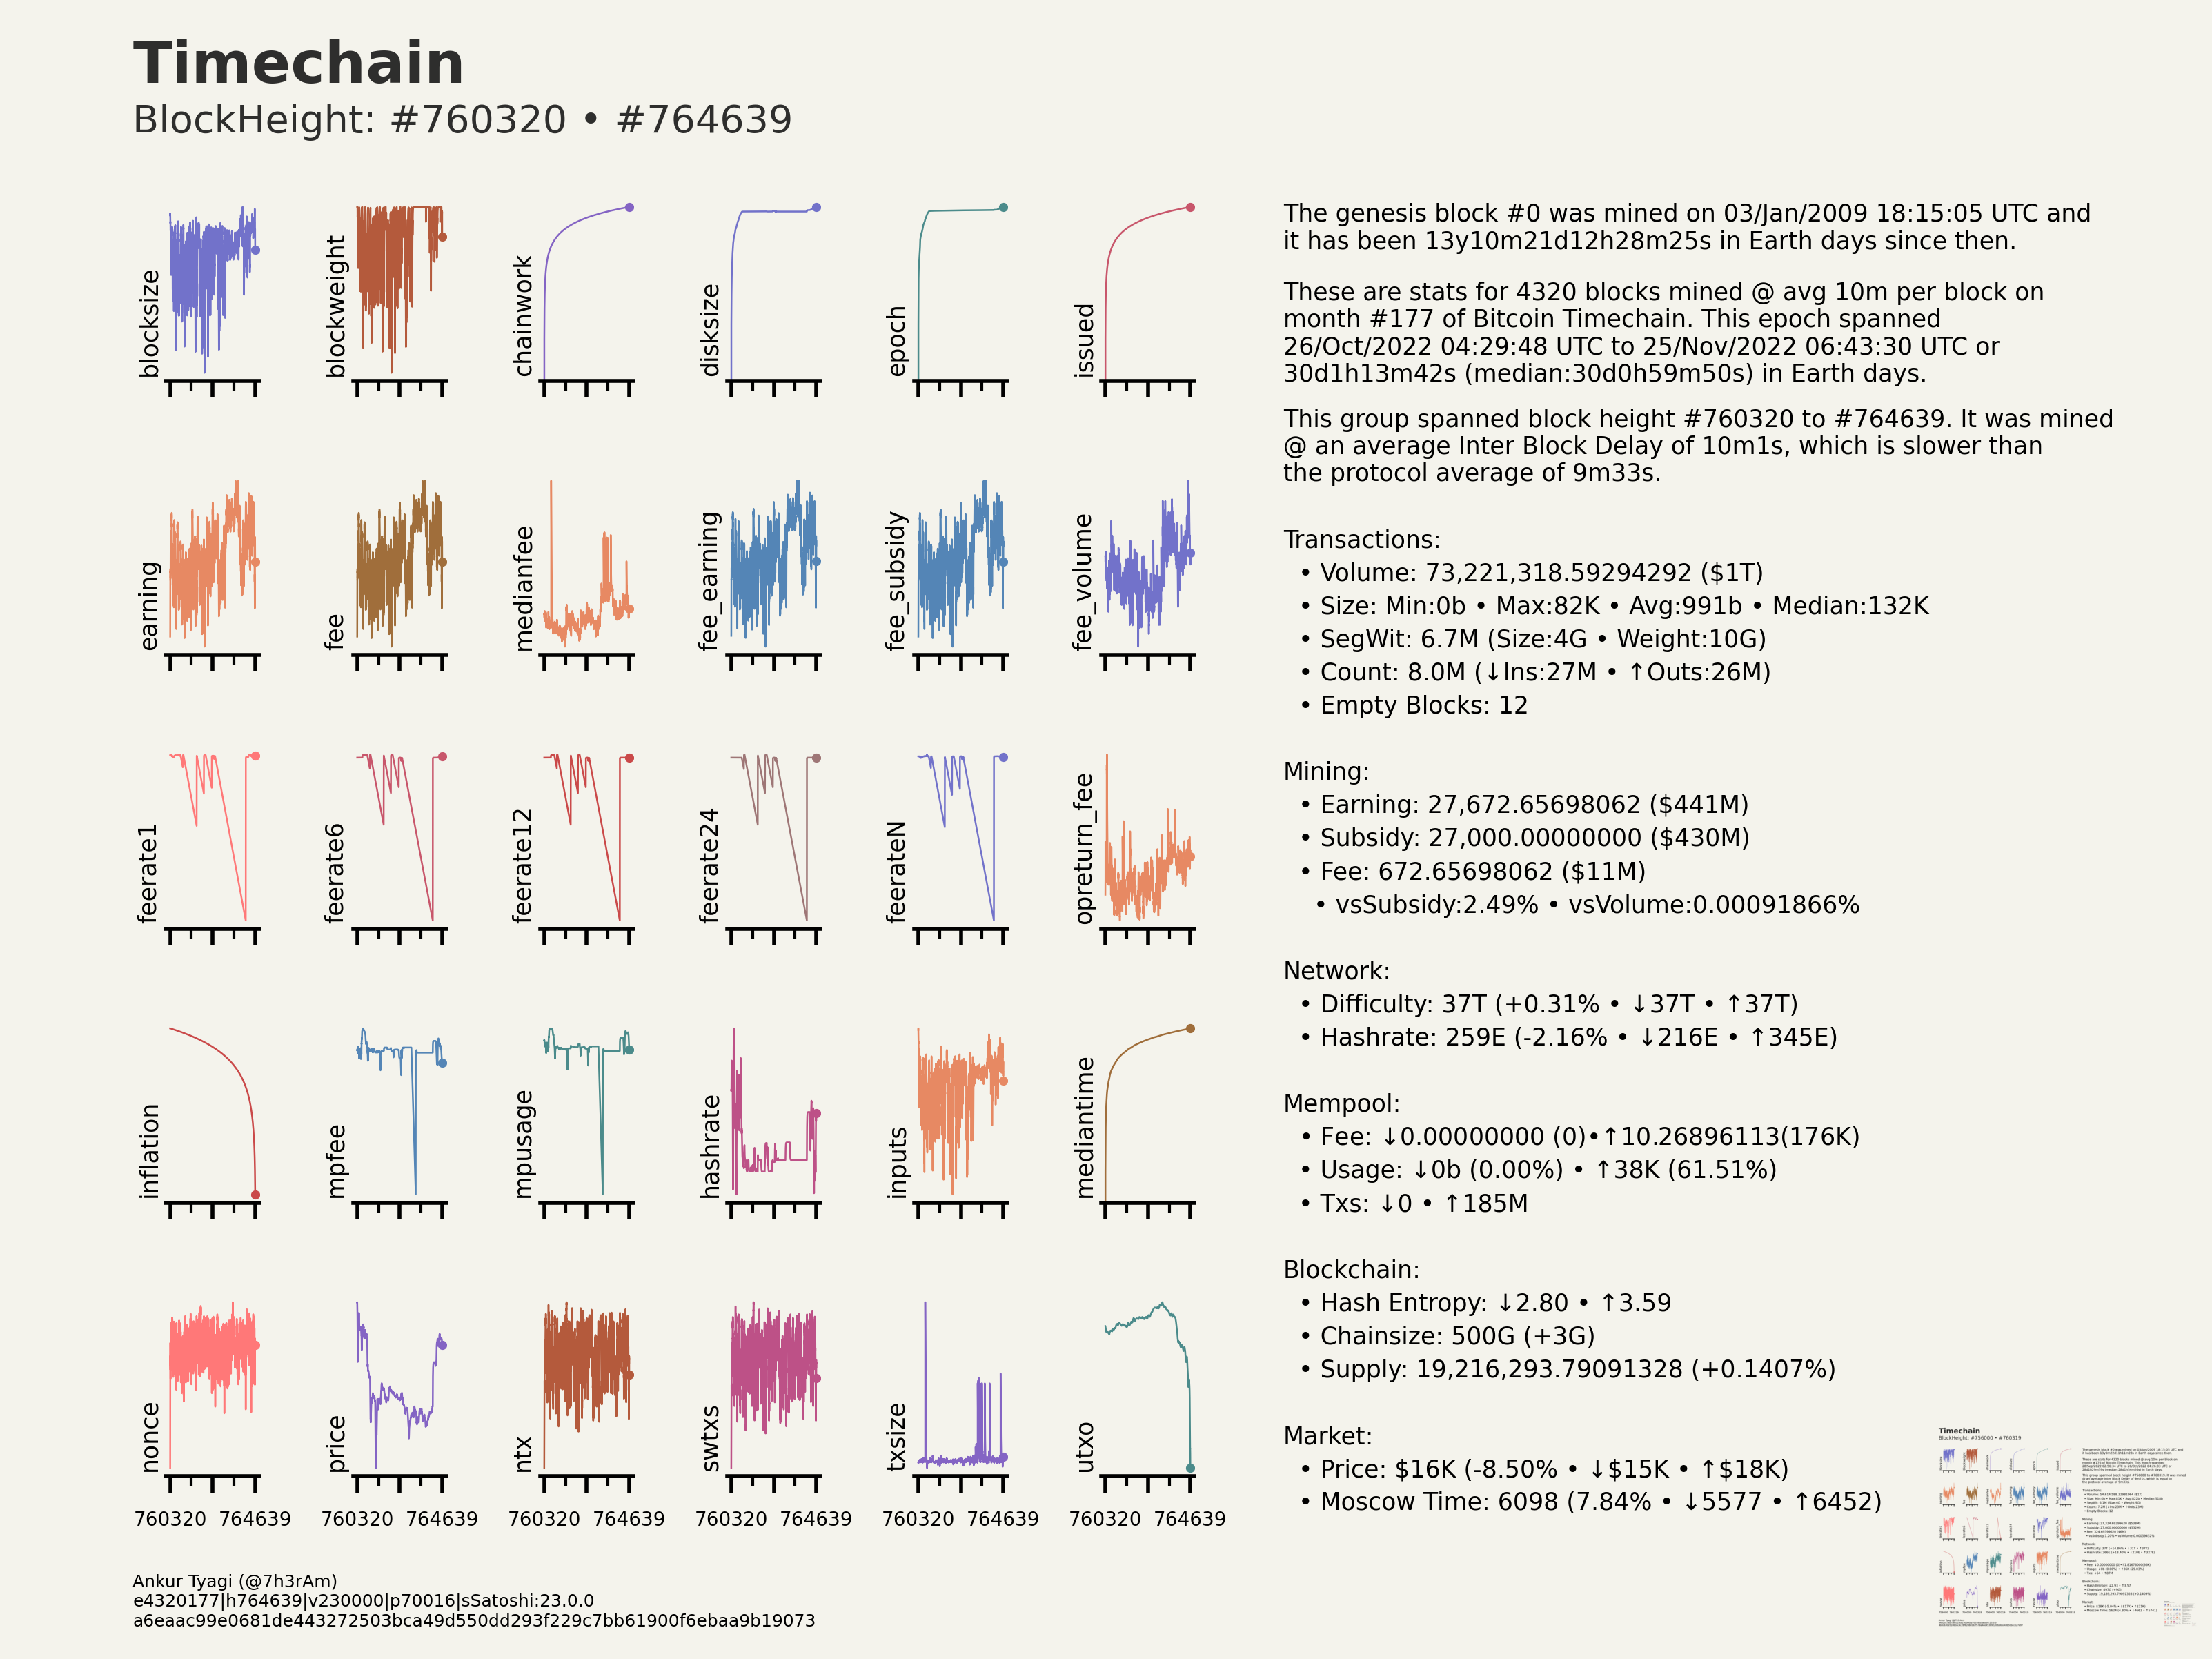 Timechain
BlockHeight: #760320 • #764639
blocksize
blockweight
chainwork
disksize
epoch
issued
earning
fee
medianfee
fee_earning
fee_subsidy
fee_volume
feerate1
feerate6
feerate12
feerate24
feerateN
opreturn_fee
inflation
mpfee
mpusage
hashrate
inputs
mediantime
nonce
price
ntx
swtxs
txsize
utxo
760320 764639 760320 764639 760320 764639 760320 764639 760320 764639 760320 764639
The genesis block #0 was mined on 03/Jan/2009 18:15:05 UTC and
it has been 13y10m21d12h28m25s in Earth days since then.
These are stats for 4320 blocks mined @ avg 10m per block on
month #177 of Bitcoin Timechain. This epoch spanned
26/Oct/2022 04:29:48 UTC to 25/Nov/2022 06:43:30 UTC or
30d1h13m42s (median:30d0h59m50s) in Earth days.
This group spanned block height #760320 to #764639. It was mined
@ an average Inter Block Delay of 10m1s, which is slower than
the protocol average of 9m33s.
Transactions:
• Volume: 73,221,318.59294292 ($1T)
• Size: Min:0b • Max:82K • Avg:991b • Median:132K
• SegWit: 6.7M (Size:4G • Weight:10G)
• Count: 8.0M (↓Ins:27M • ↑Outs:26M)
• Empty Blocks: 12
Mining:
• Earning: 27,672.65698062 ($441M)
• Subsidy: 27,000.00000000 ($430M)
• Fee: 672.65698062 ($11M)
• vsSubsidy:2.49% • vsVolume:0.00091866%
Network:
• Difficulty: 37T (+0.31% • ↓37T • ↑37T)
• Hashrate: 259E (-2.16% • ↓216E • ↑345E)
Mempool:
• Fee: ↓0.00000000 (0)•↑10.26896113(176K)
• Usage: ↓0b (0.00%) • ↑38K (61.51%)
• Txs: ↓0 • ↑185M
Blockchain:
• Hash Entropy: ↓2.80 • ↑3.59
• Chainsize: 500G (+3G)
• Supply: 19,216,293.79091328 (+0.1407%)
Market:
• Price: $16K (-8.50% • ↓$15K • ↑$18K)
• Moscow Time: 6098 (7.84% • ↓5577 • ↑6452)
Ankur Tyagi (@7h3rAm)
e4320177|h764639|v230000|p70016|sSatoshi:23.0.0
a6eaac99e0681de443272503bca49d550dd293f229c7bb61900f6ebaa9b19073
Timechain
BlockHeight: #756000 • #760319